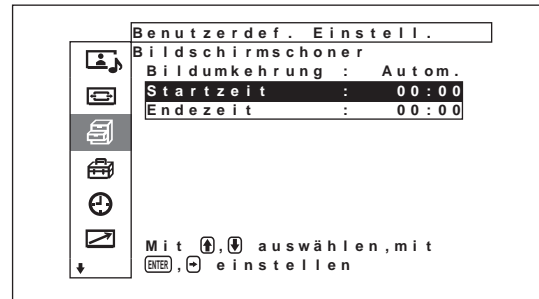 Benutzerdef. Einstell.
Bildschirmschoner
Bildumkehrung : Autom.
Startzeit : 00:00
Endezeit : 00:00
Mit ↑,↓ auswählen,mit
ENTER,→ einstellen